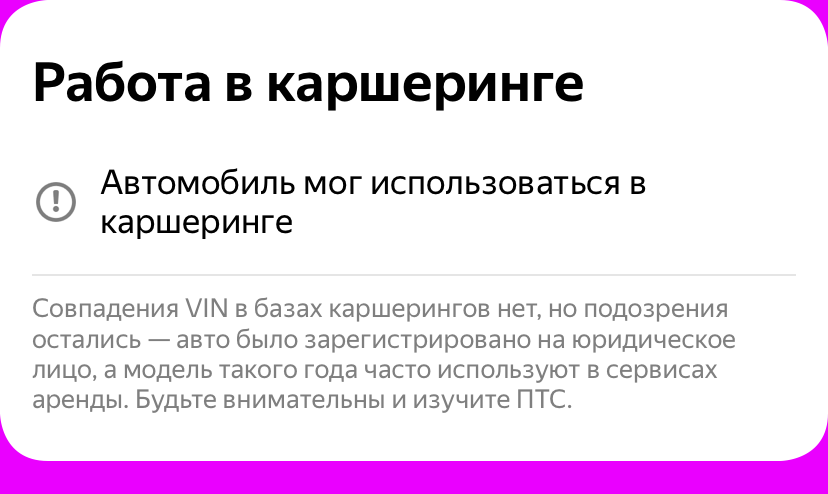 Работа в каршеринге
Автомобиль мог использоваться в
каршеринге
Совпадения VIN в базах каршерингов нет, но подозрения
остались — авто было зарегистрировано на юридическое
лицо, а модель такого года часто используют в сервисах
аренды. Будьте внимательны и изучите ПТС.